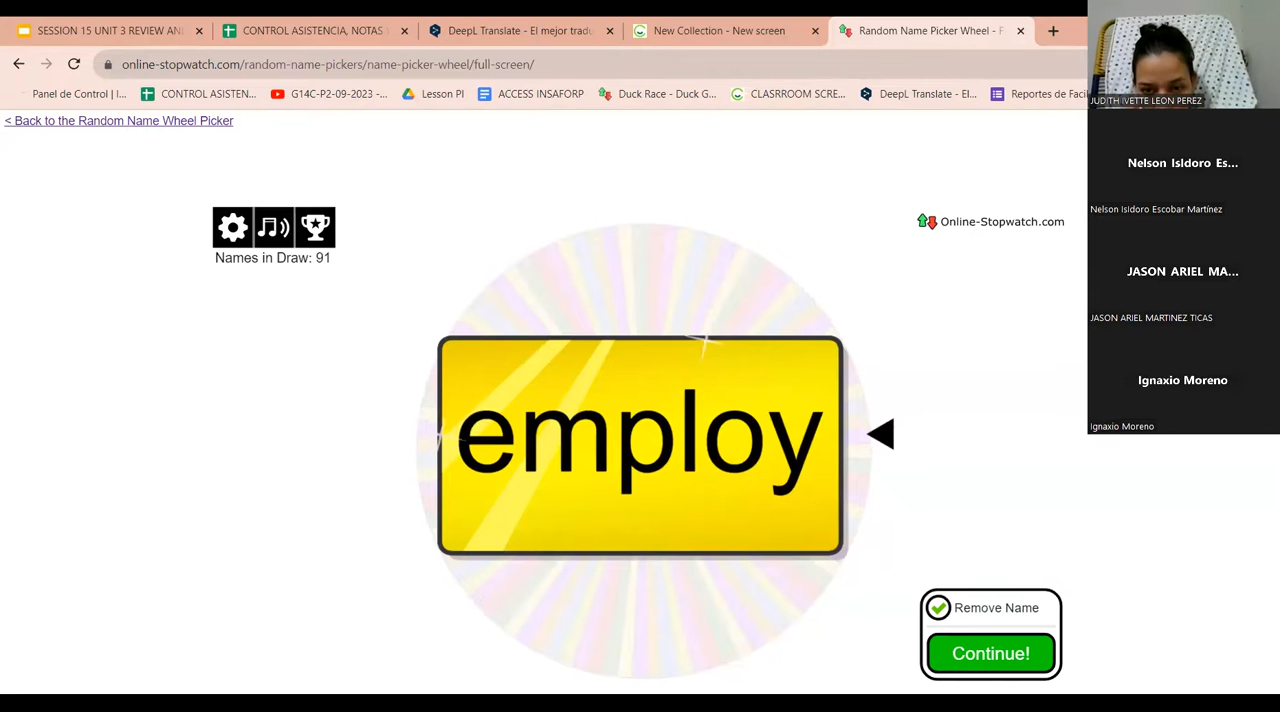 SESSION 15 UNIT 3 REVIEW AN
CONTROL ASISTENCIA, NOTAS
DeepL Translate - El mejor tradu
New Collection - New screen
Random Name Picker Wheel - F
online-stopwatch.com/random-name-pickers/name-picker-wheel/full-screen/
Panel de Control | I...
CONTROL ASISTEN...
G14C-P2-09-2023 -...
Lesson PI
ACCESS INSAFORP
Duck Race - Duck G...
CLASRROOM SCRE...
DeepL Translate - El...
Reportes de Facil
< Back to the Random Name Wheel Picker
Names in Draw: 91
Online-Stopwatch.com
employ
Remove Name
Continue!
JUDITH IVETTE LEON PEREZ
Nelson Isldoro Es...
Nelson Isldoro Escobar Martínez
JASON ARIEL MA...
JASON ARIEL MARTINEZ TICAS
Ignaxio Moreno
Ignaxio Moreno